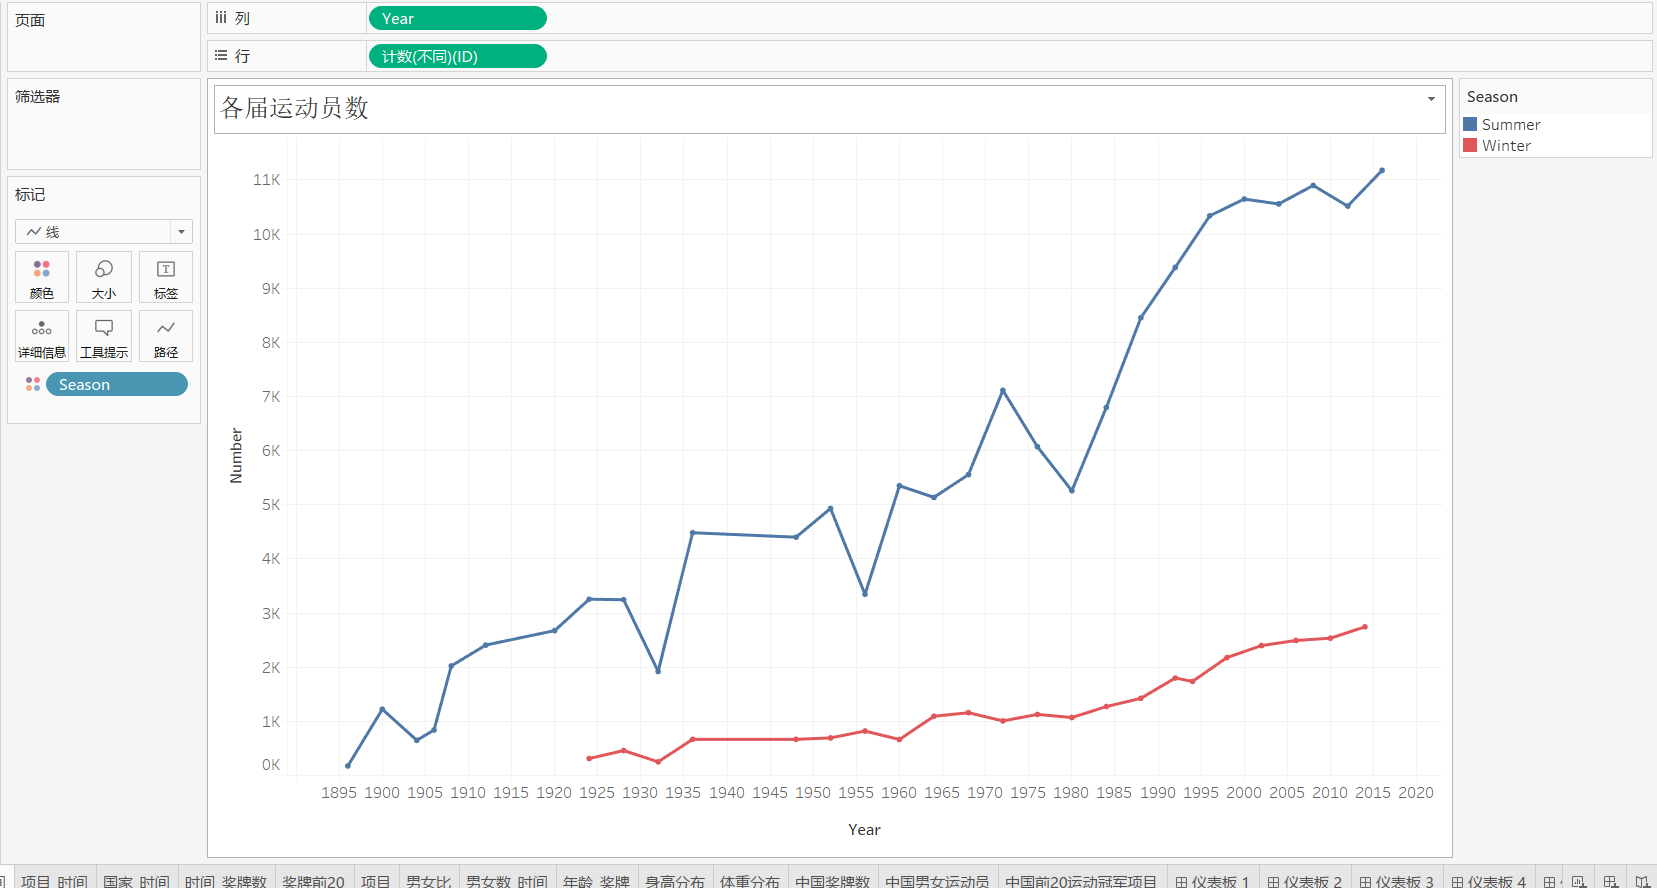 页面
列
Year
行
计数(不同)(ID)
筛选器
标记
线
颜色
大小
标签
详细信息
工具提示
路径
Season
各届运动员数
Season
Summer
Winter
Number
11K
10K
9K
8K
7K
6K
5K
4K
3K
2K
1K
0K
1895 1900 1905 1910 1915 1920 1925 1930 1935 1940 1945 1950 1955 1960 1965 1970 1975 1980 1985 1990 1995 2000 2005 2010 2015 2020
Year
项目_时间 国家_时间 时间_奖牌数 奖牌前20 项目 男女比 男女数_时间 年龄_奖牌 身高分布 体重分布 中国奖牌数 中国男女运动员 中国前20运动冠军项目 仪表板 1 仪表板 2 仪表板 3 仪表板 4